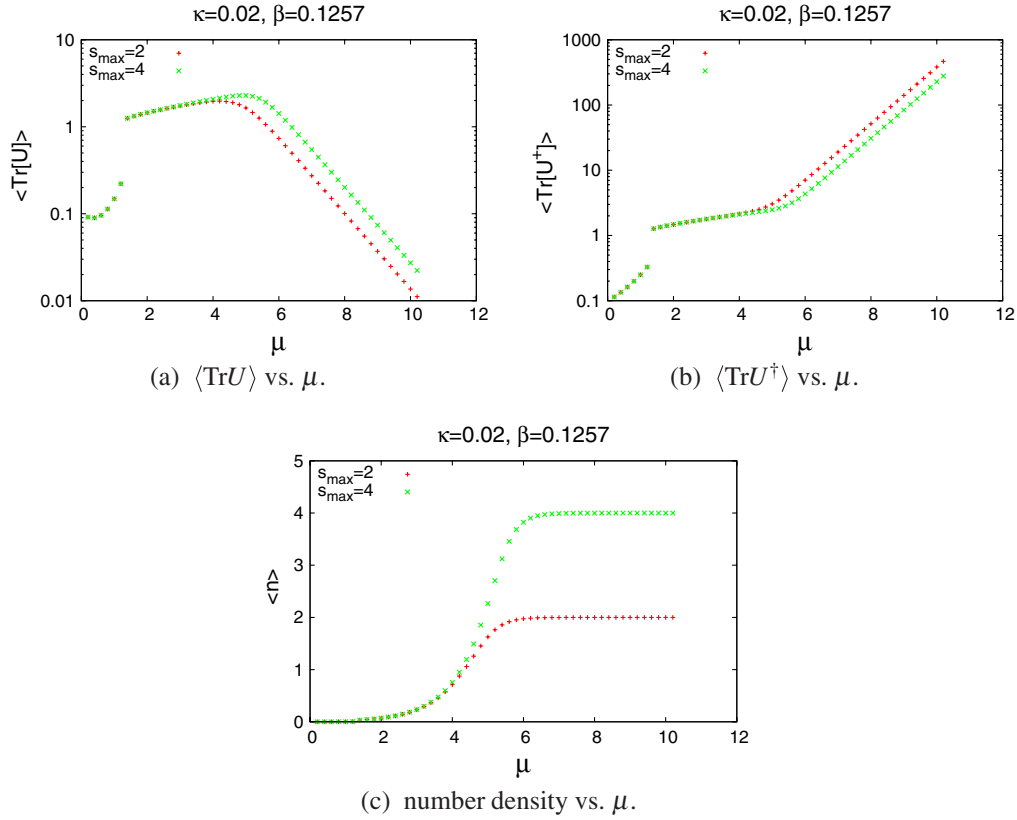 κ=0.02, β=0.1257
s_max=2
s_max=4
10
1
0.1
0.01
<Tr[U]>
0 2 4 6 8 10 12
μ
(a) ⟨TrU⟩ vs. μ.
κ=0.02, β=0.1257
s_max=2
s_max=4
1000
100
10
1
0.1
<Tr[U⁺]>
0 2 4 6 8 10 12
μ
(b) ⟨TrU†⟩ vs. μ.
κ=0.02, β=0.1257
s_max=2
s_max=4
5
4
3
2
1
0
<n>
0 2 4 6 8 10 12
μ
(c) number density vs. μ.